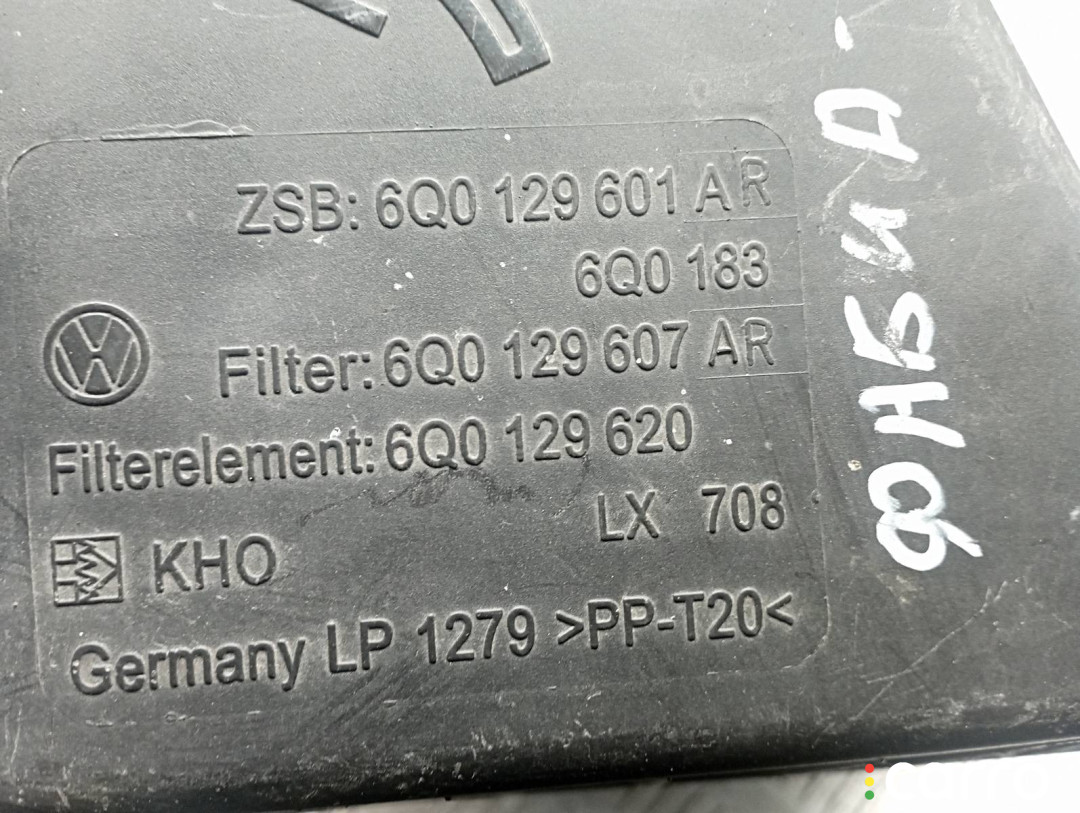 ZSB: 6Q0 129 601 AR
6Q0 183
Filter: 6Q0 129 607 AR
Filterelement: 6Q0 129 620
LX 708
KHO
Germany LP 1279 >PP-T20<
carro